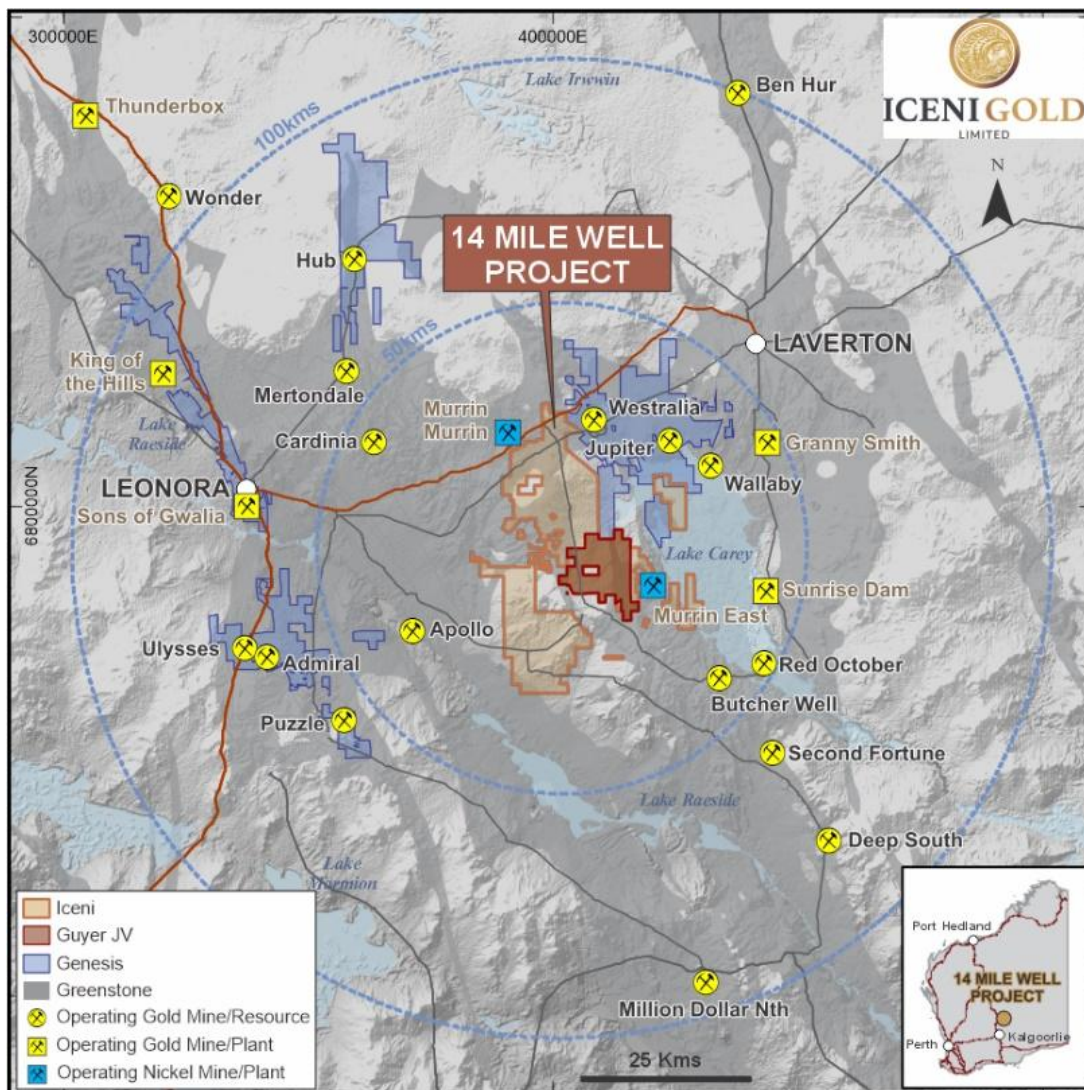 300000E
400000E
6800000N
ICENI GOLD
LIMITED
N
Lake Irwwin
Ben Hur
Thunderbox
100kms
Wonder
14 MILE WELL
PROJECT
Hub
50kms
LAVERTON
King of
the Hills
Mertondale
Westralia
Murrin
Murrin
Lake
Raeside
Cardinia
Jupiter
Granny Smith
Wallaby
LEONORA
Sons of Gwalia
Lake Carey
Sunrise Dam
Murrin East
Apollo
Ulysses
Admiral
Red October
Butcher Well
Puzzle
Second Fortune
Lake Raeside
Deep South
Lake
Marmion
Million Dollar Nth
25 Kms
Iceni
Guyer JV
Genesis
Greenstone
Operating Gold Mine/Resource
Operating Gold Mine/Plant
Operating Nickel Mine/Plant
Port Hedland
14 MILE WELL
PROJECT
Kalgoorlie
Perth